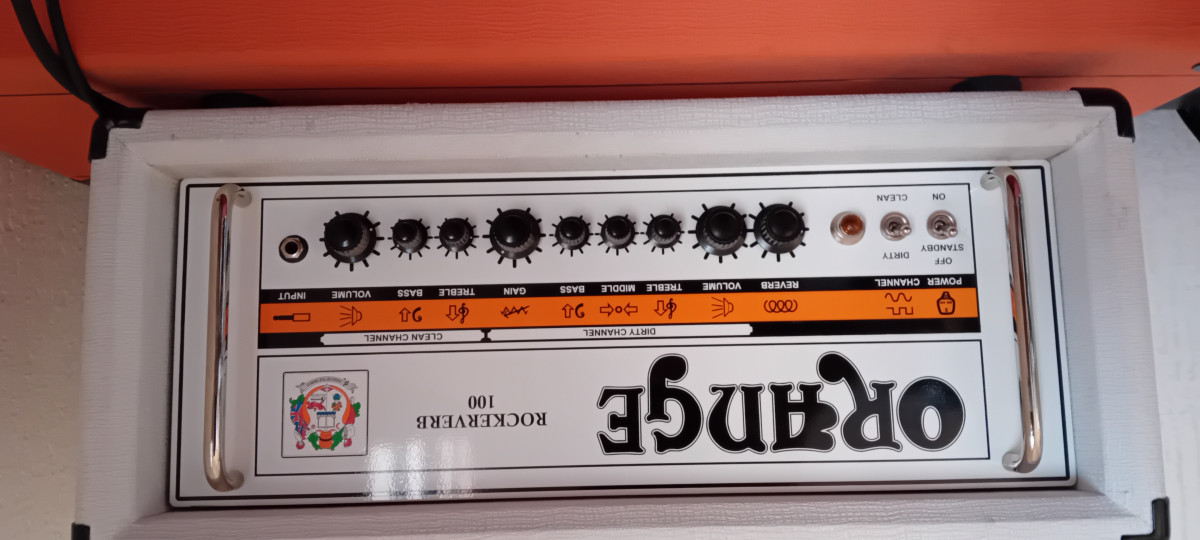 ORANGE
ROCKERVERB
100
DIRTY CHANNEL CLEAN CHANNEL
POWER CHANNEL REVERB VOLUME TREBLE MIDDLE BASS GAIN TREBLE BASS VOLUME INPUT
OFF
STANDBY DIRTY
ON CLEAN